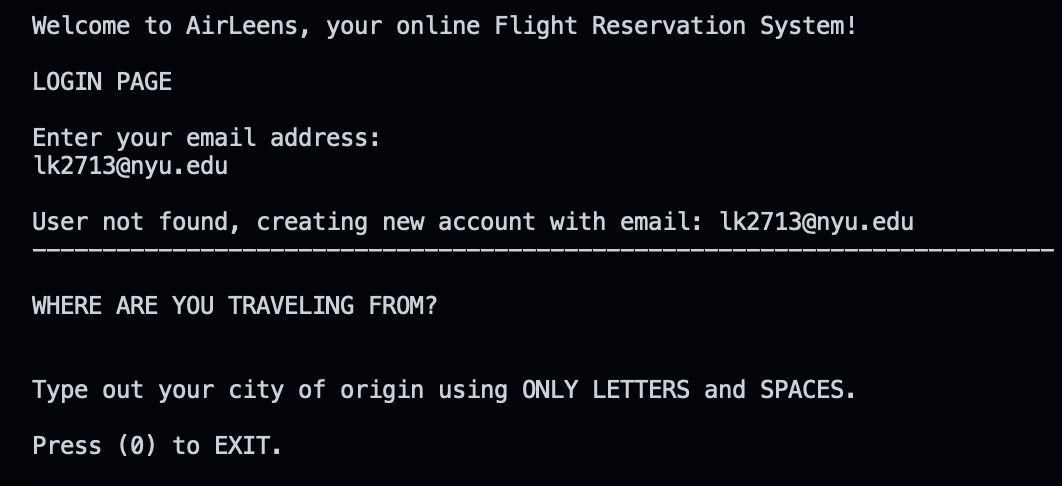 Welcome to AirLeens, your online Flight Reservation System!
LOGIN PAGE
Enter your email address:
lk2713@nyu.edu
User not found, creating new account with email: lk2713@nyu.edu
-------------------------------------------------------------------------
WHERE ARE YOU TRAVELING FROM?
Type out your city of origin using ONLY LETTERS and SPACES.
Press (0) to EXIT.